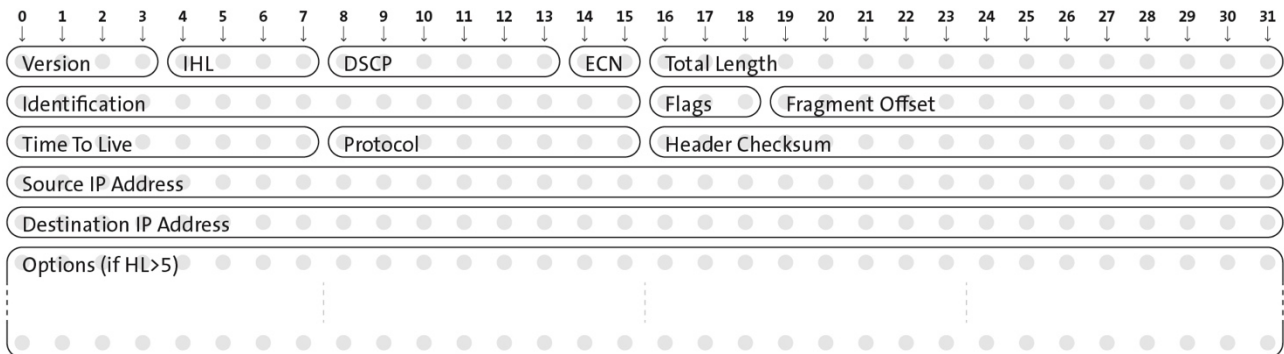 0 1 2 3 4 5 6 7 8 9 10 11 12 13 14 15 16 17 18 19 20 21 22 23 24 25 26 27 28 29 30 31
Version IHL DSCP ECN Total Length
Identification Flags Fragment Offset
Time To Live Protocol Header Checksum
Source IP Address
Destination IP Address
Options (if HL>5)